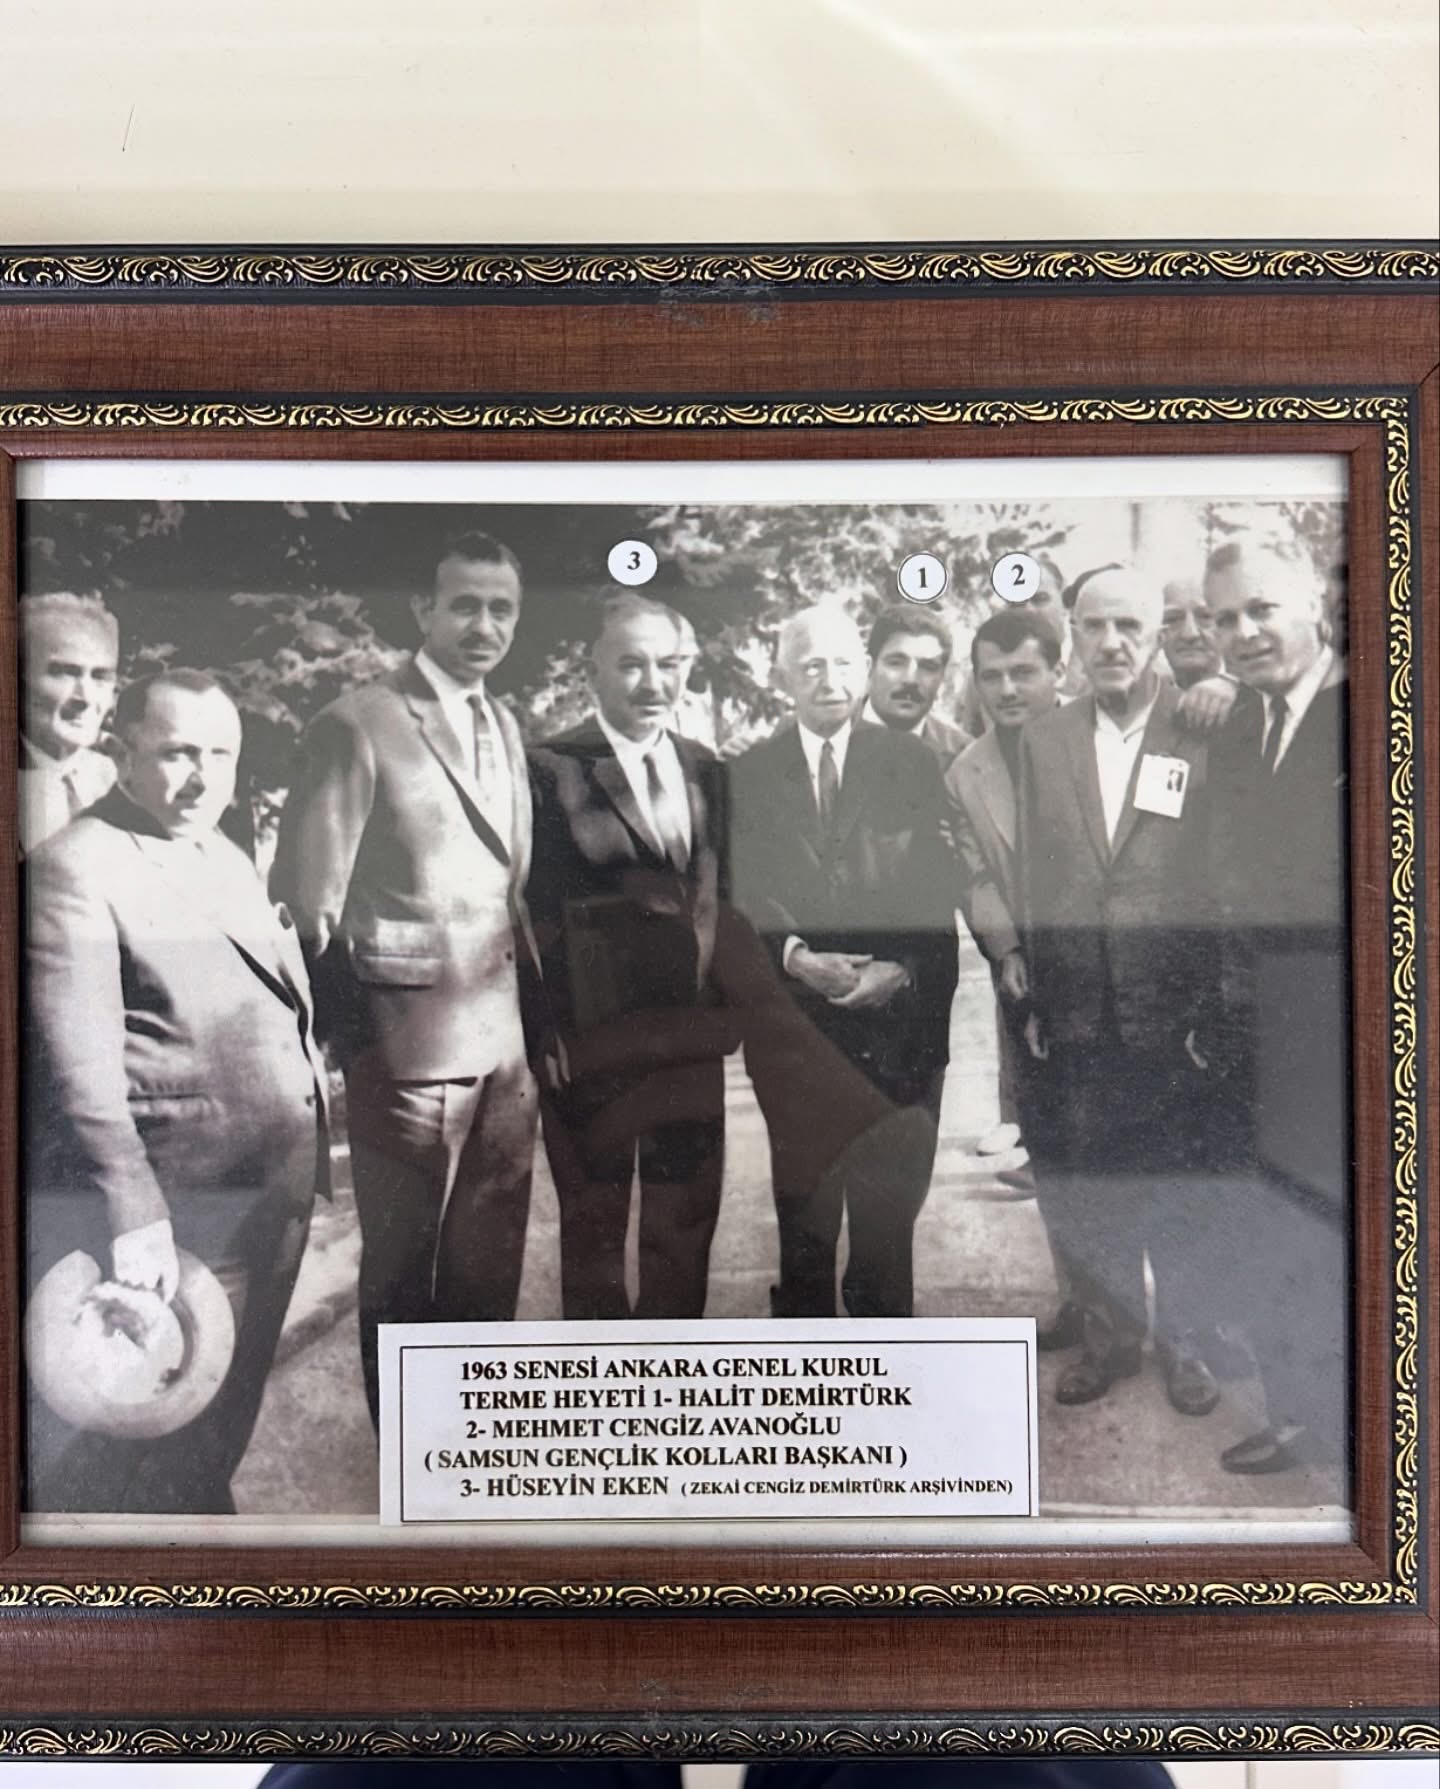 3
1
2
1963 SENESİ ANKARA GENEL KURUL
TERME HEYETİ 1- HALİT DEMİRTÜRK
2- MEHMET CENGİZ AVANOĞLU
( SAMSUN GENÇLİK KOLLARI BAŞKANI )
3- HÜSEYİN EKEN ( ZEKAİ CENGİZ DEMİRTÜRK ARŞİVİNDEN)